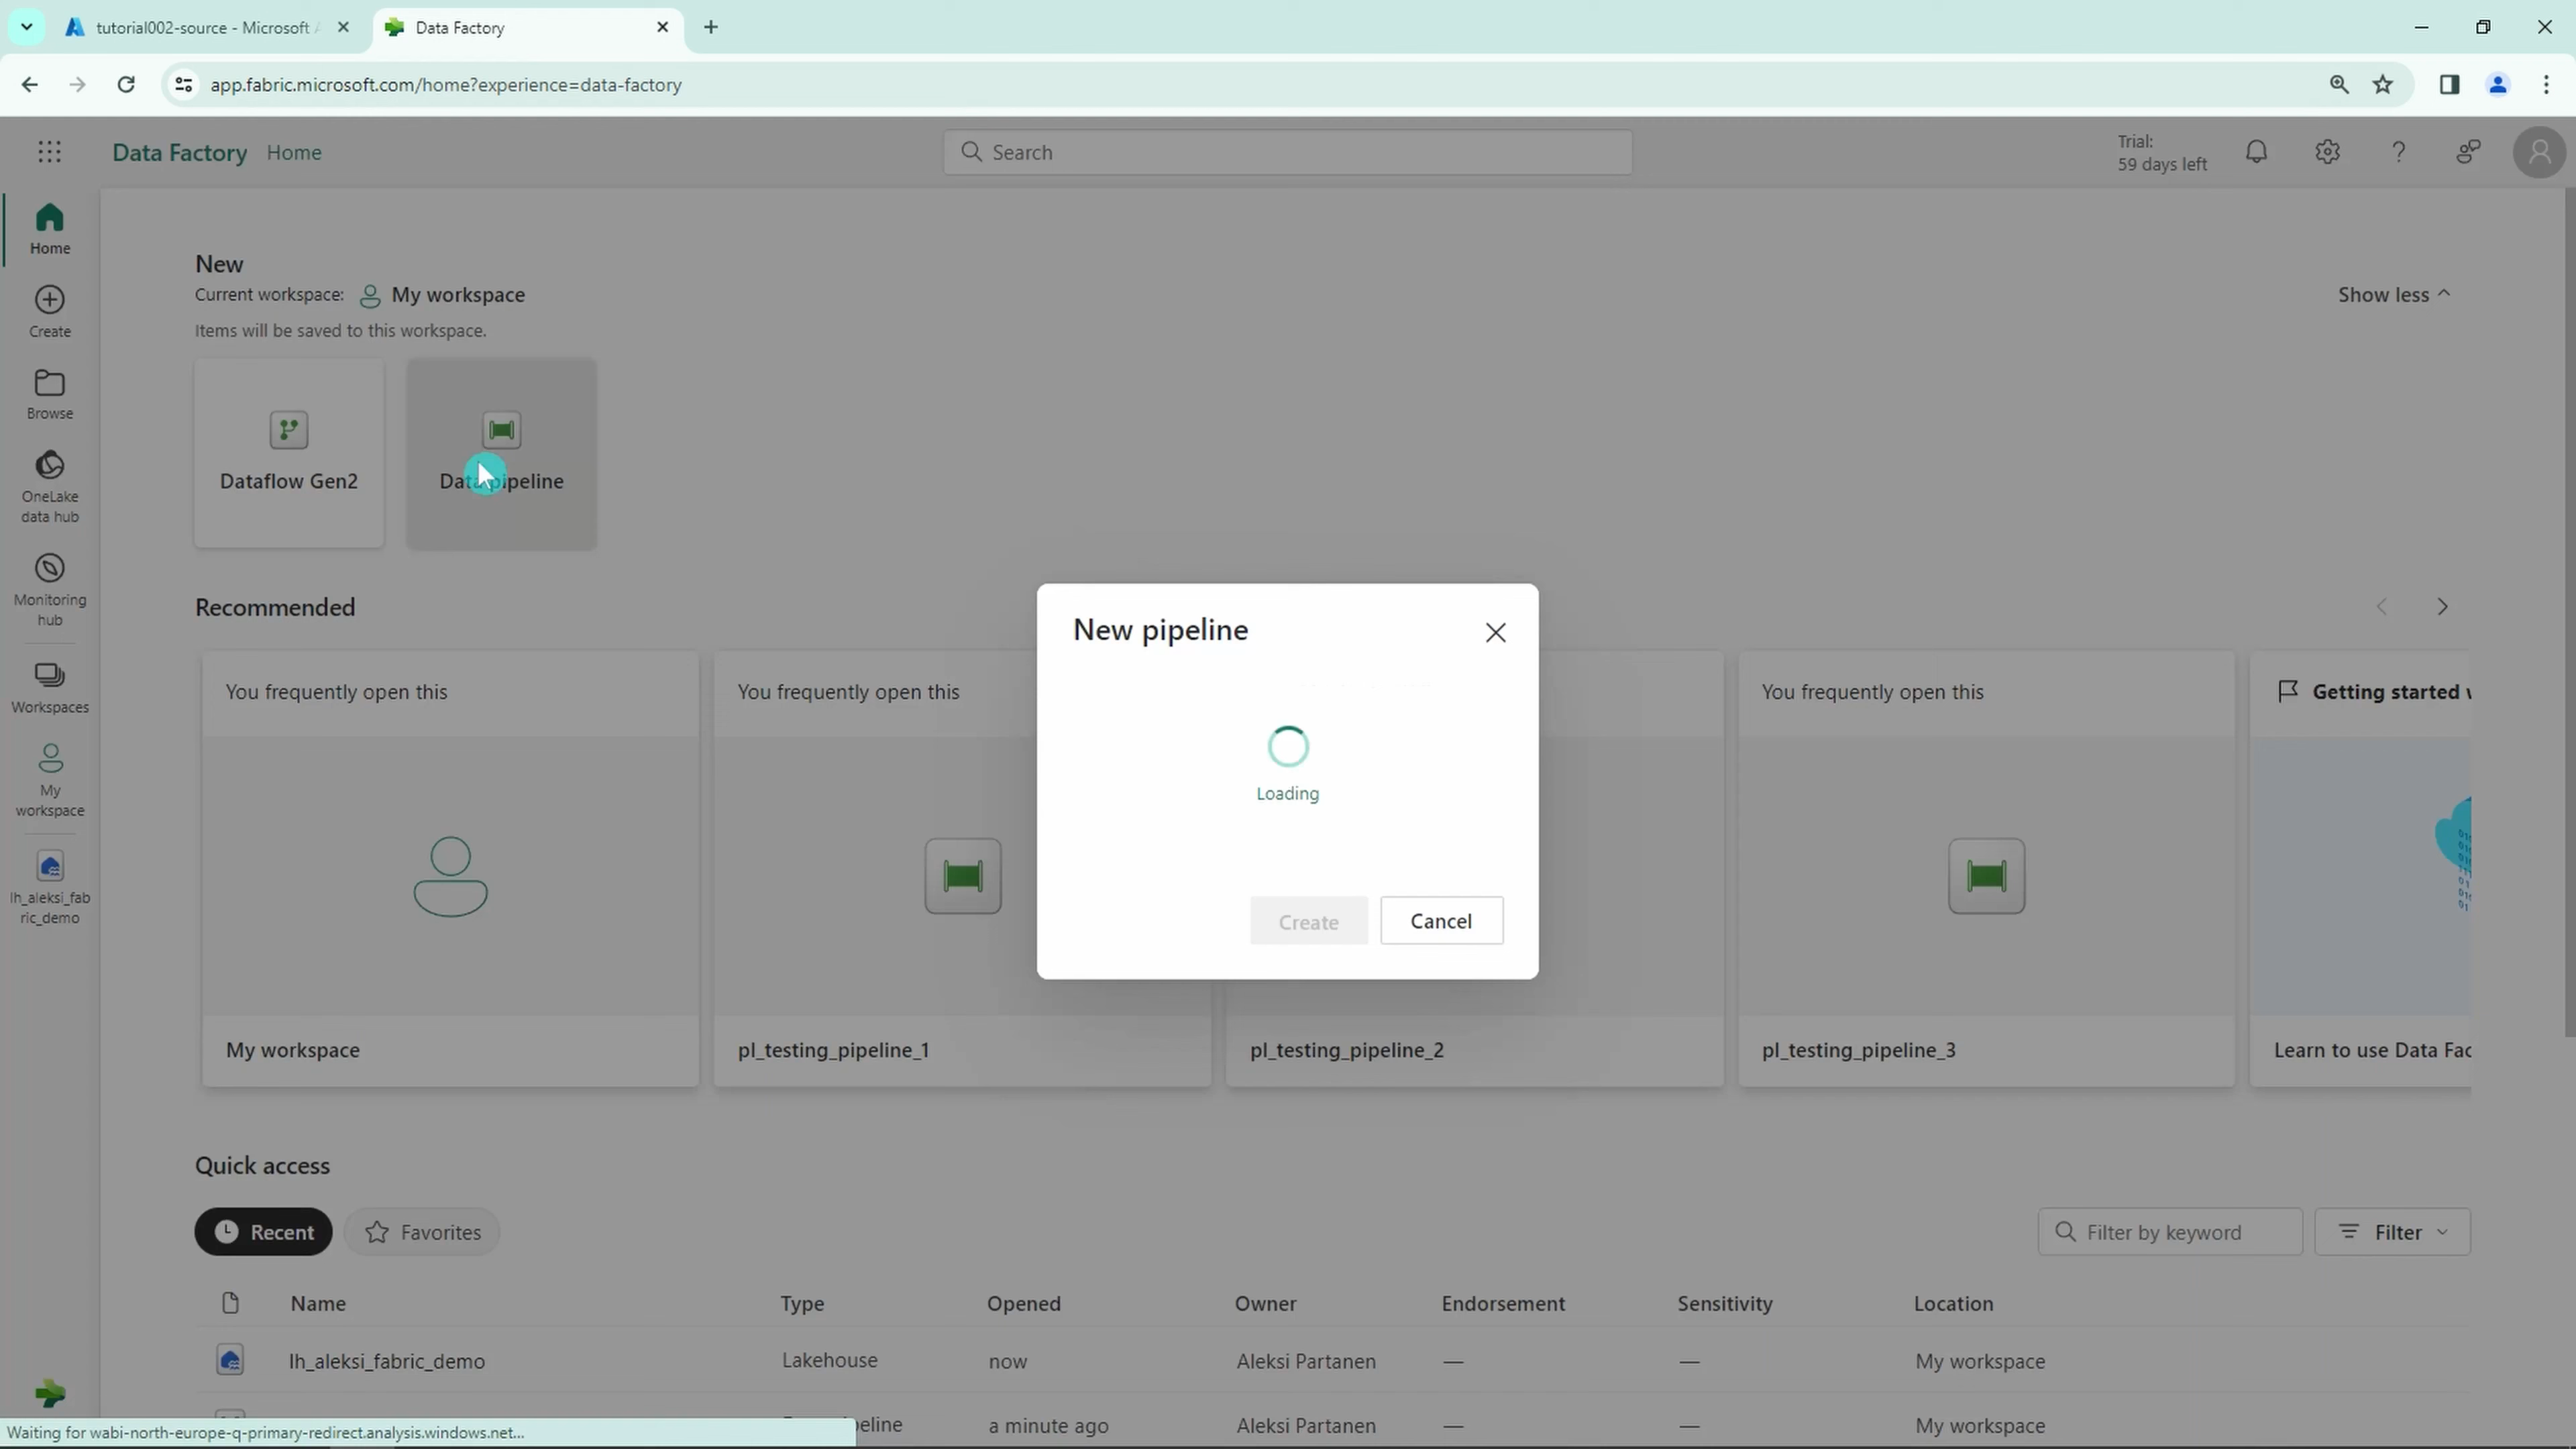 tutorial002-source - Microsoft
Data Factory
app.fabric.microsoft.com/home?experience=data-factory
Data Factory Home
Search
Trial:
59 days left
Home
Create
Browse
OneLake
data hub
Monitoring
hub
Workspaces
My
workspace
lh_aleksi_fab
ric_demo
New
Current workspace: My workspace
Show less
Items will be saved to this workspace.
Dataflow Gen2
Data pipeline
Recommended
New pipeline
Loading
Create
Cancel
You frequently open this
My workspace
You frequently open this
pl_testing_pipeline_1
pl_testing_pipeline_2
You frequently open this
pl_testing_pipeline_3
Getting started
Learn to use Data Fac
Quick access
Recent
Favorites
Filter by keyword
Filter
Name Type Opened Owner Endorsement Sensitivity Location
lh_aleksi_fabric_demo Lakehouse now Aleksi Partanen — — My workspace
eline a minute ago Aleksi Partanen — — My workspace
Waiting for wabi-north-europe-q-primary-redirect.analysis.windows.net...